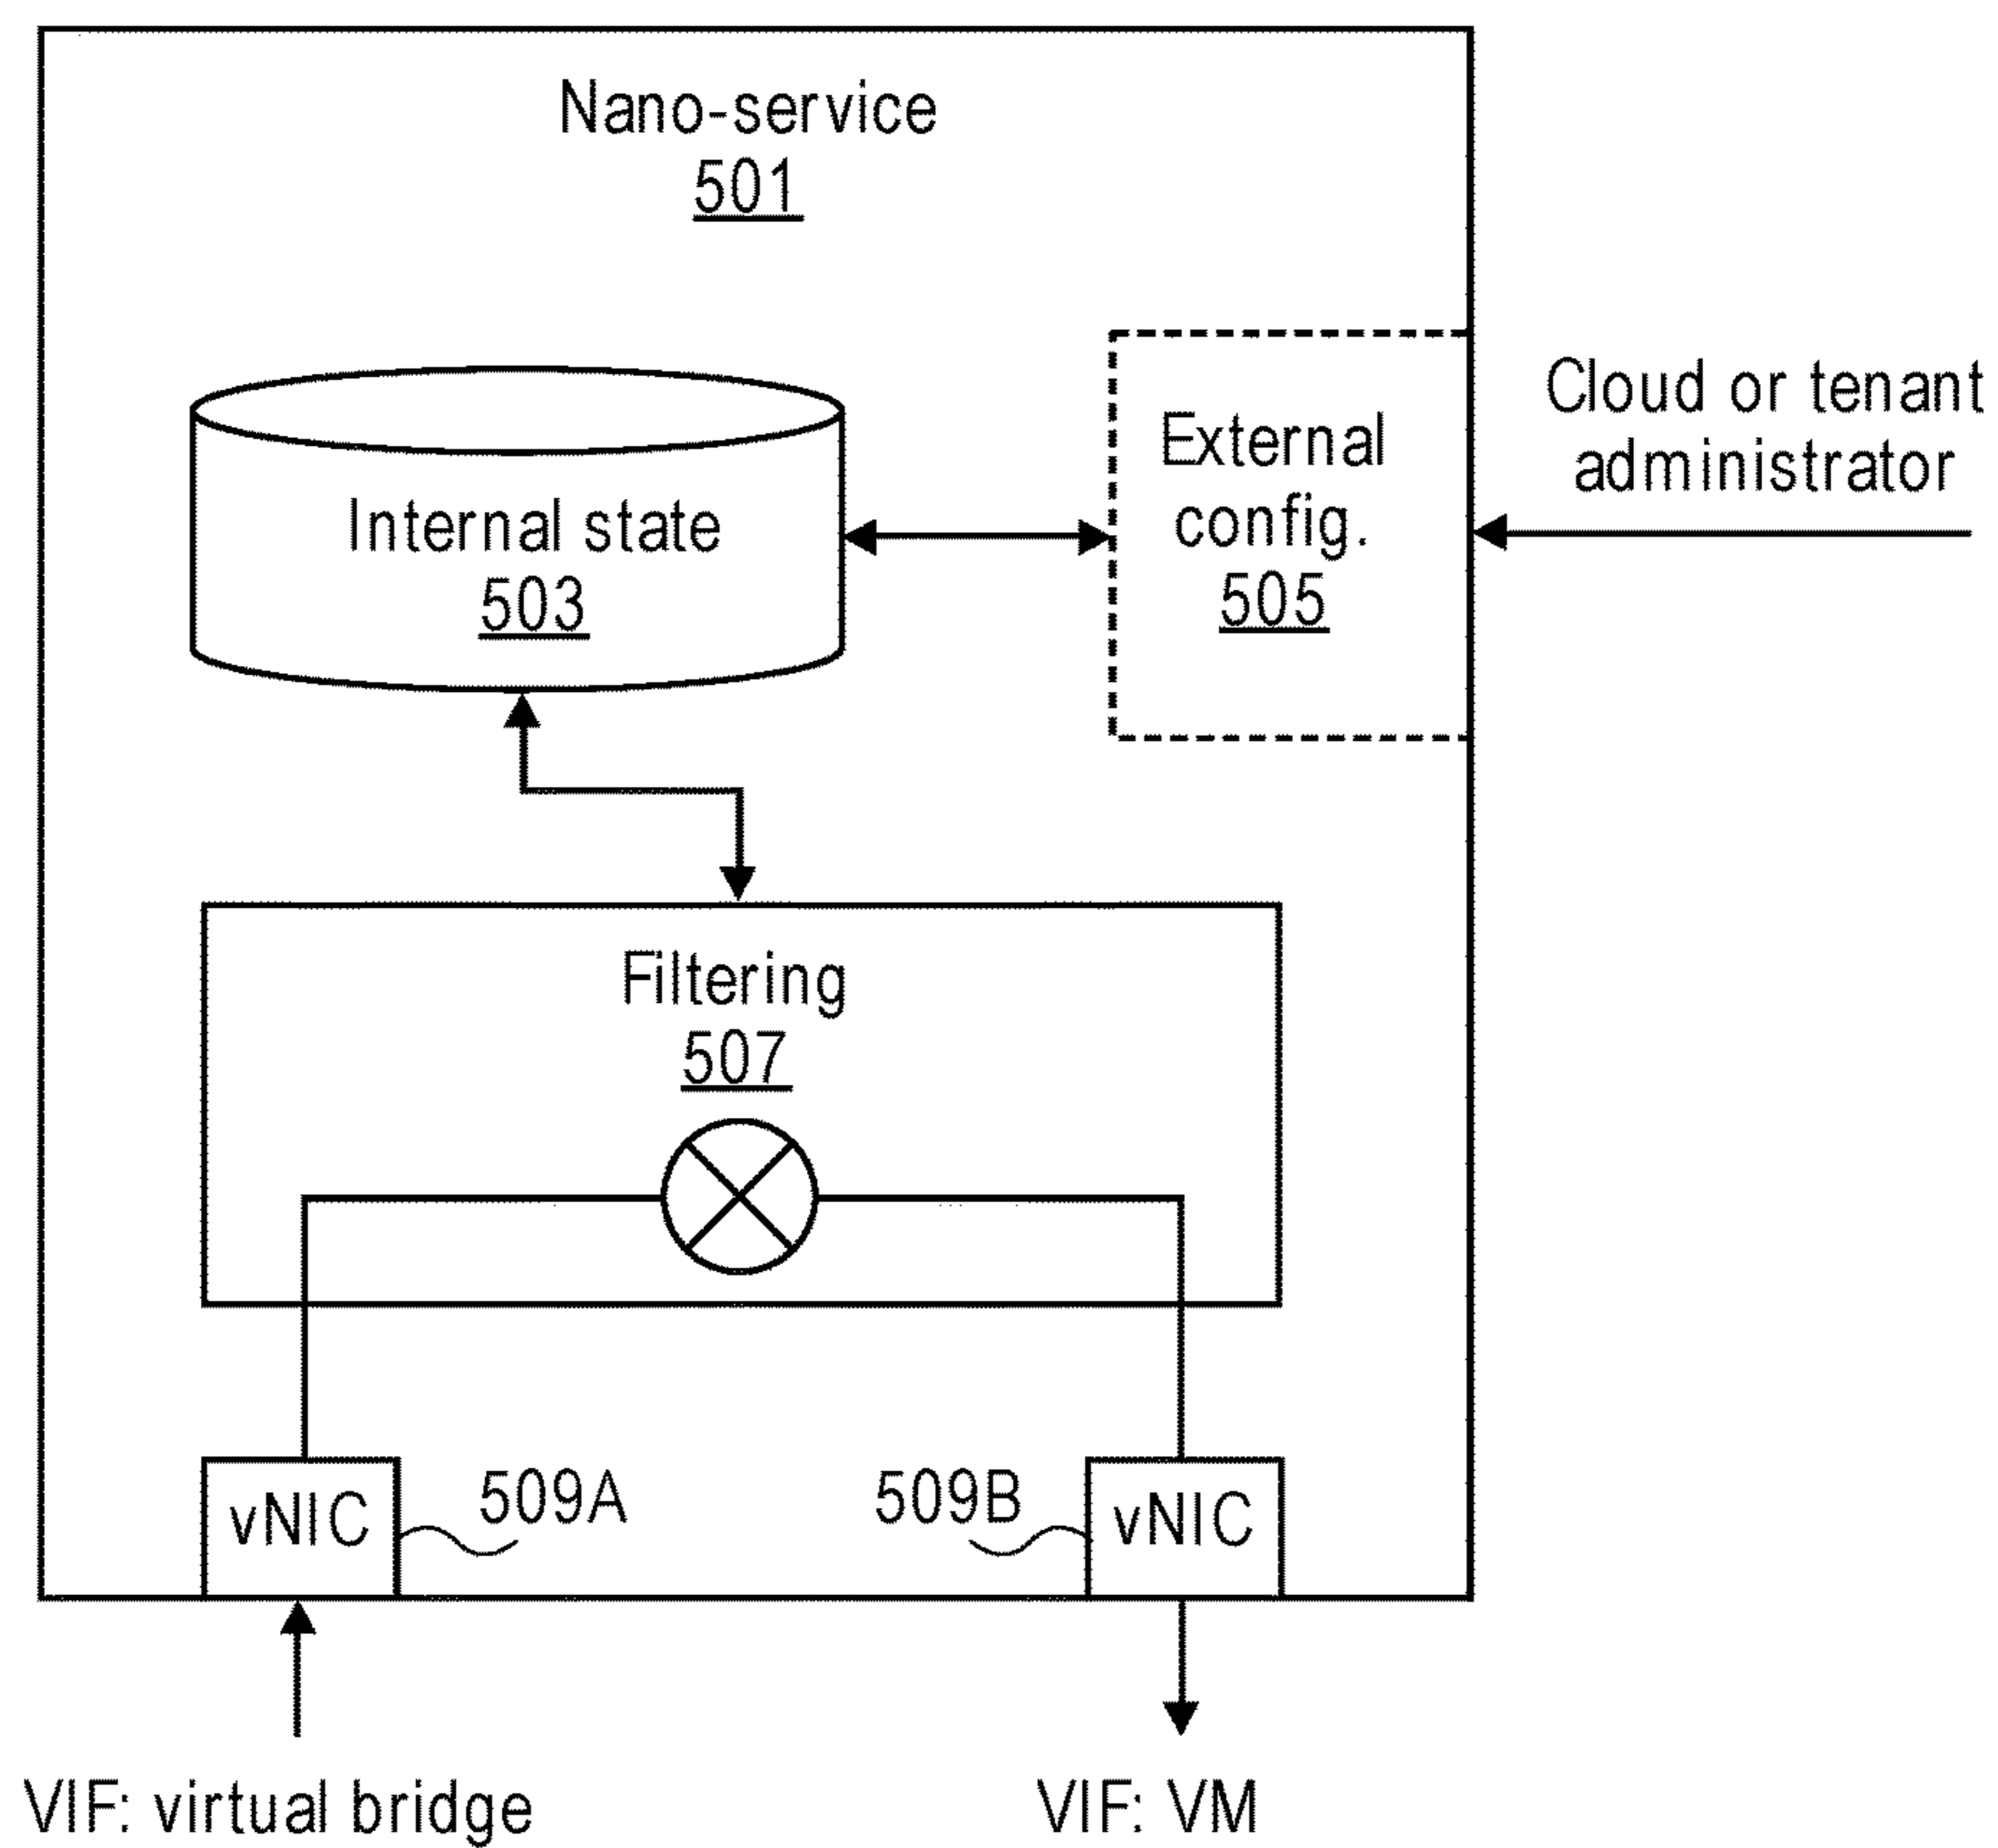 Nano-service
501
Cloud or tenant
administrator
External
config.
505
Internal state
503
Filtering
507
vNIC
509A
509B
vNIC
VIF: virtual bridge
VIF: VM